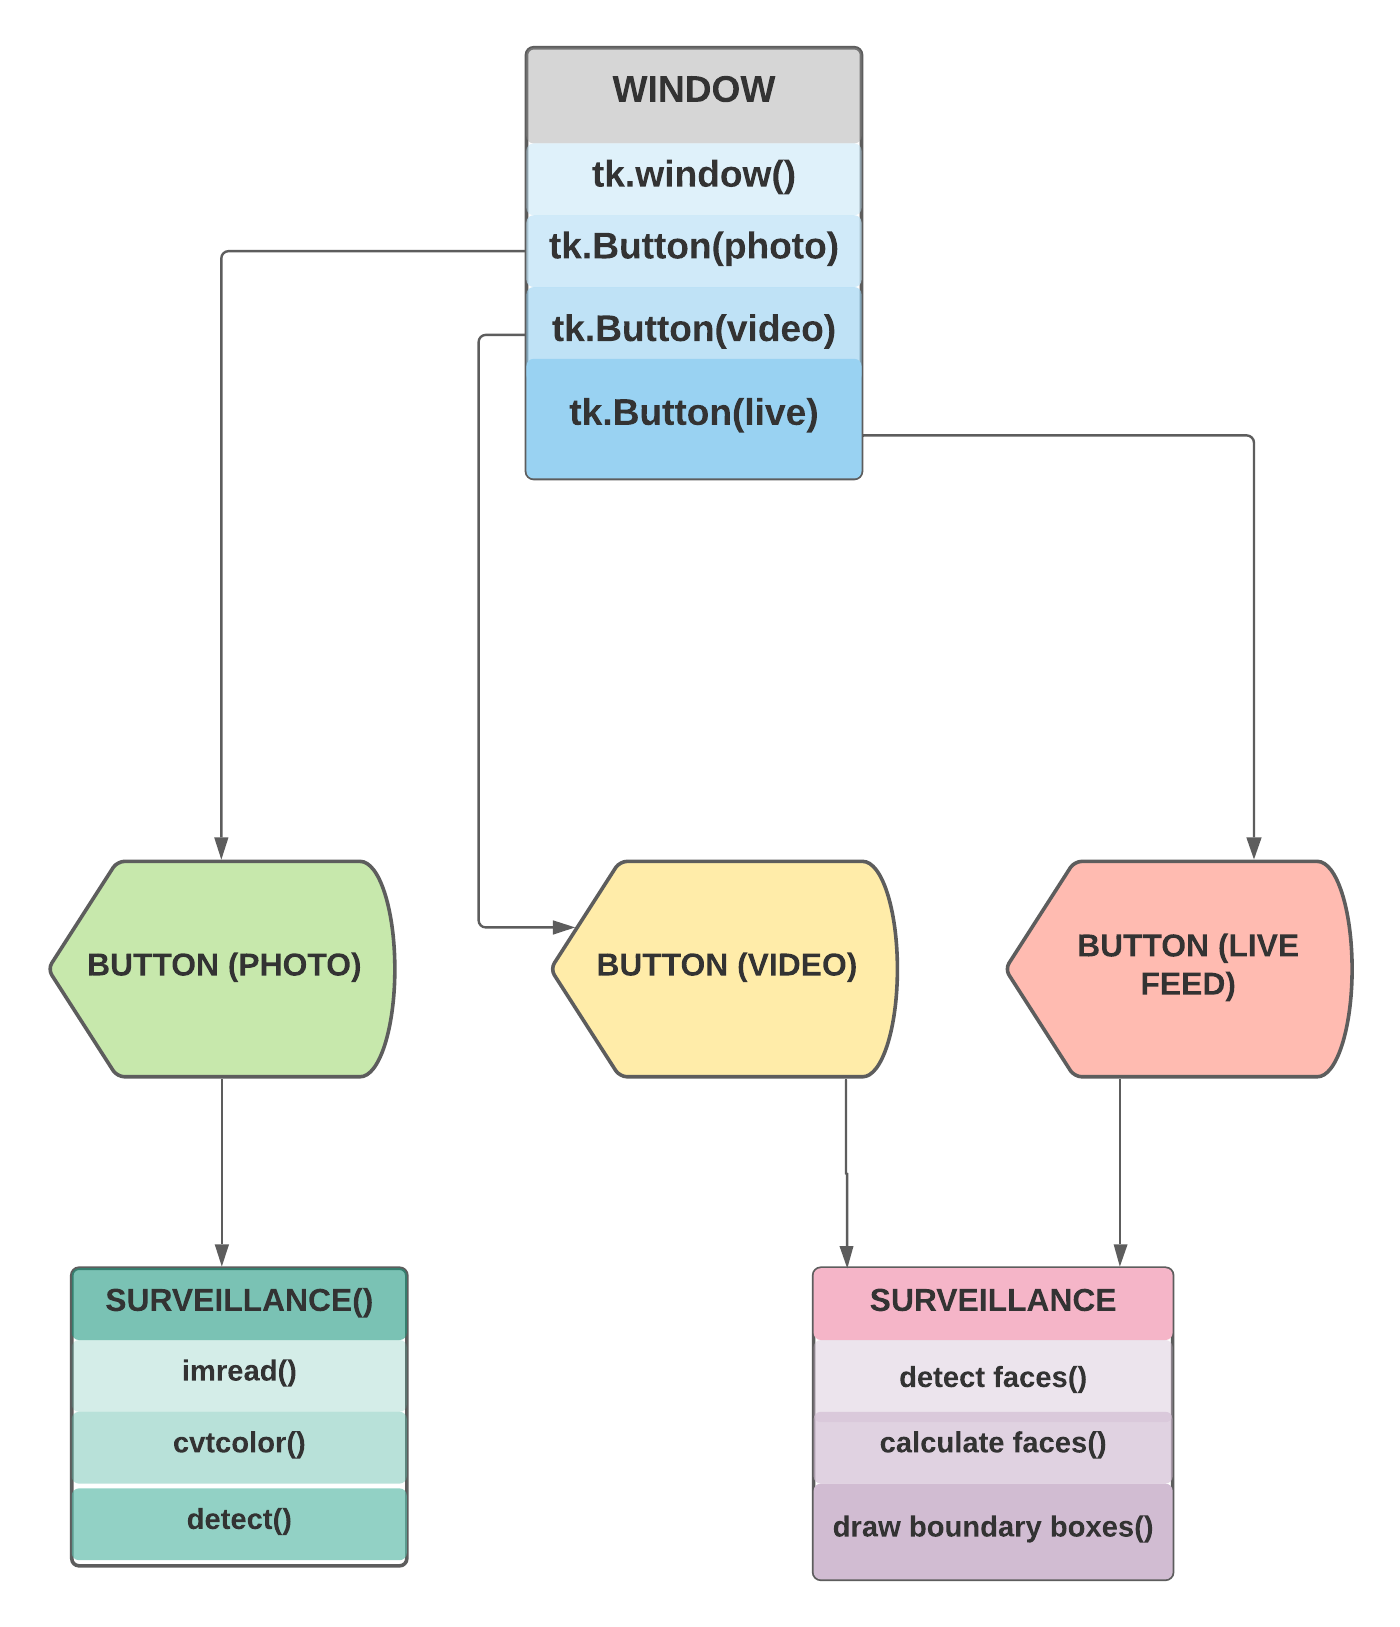 WINDOW
tk.window()
tk.Button(photo)
tk.Button(video)
tk.Button(live)
BUTTON (PHOTO)
BUTTON (VIDEO)
BUTTON (LIVE
FEED)
SURVEILLANCE()
imread()
cvtcolor()
detect()
SURVEILLANCE
detect faces()
calculate faces()
draw boundary boxes()